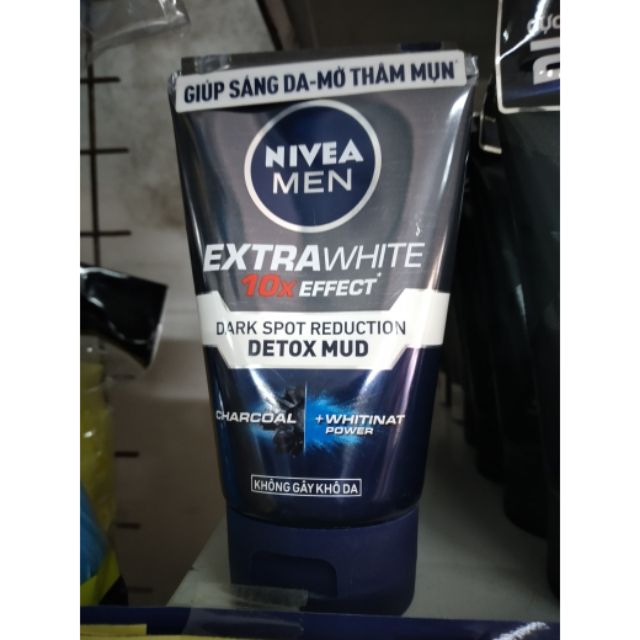 GIÚP SÁNG DA-MỜ THÂM MỤN*
NIVEA
MEN
EXTRAWHITE
10x EFFECT*
DARK SPOT REDUCTION
DETOX MUD
CHARCOAL +WHITINAT
POWER
KHÔNG GÂY KHÔ DA